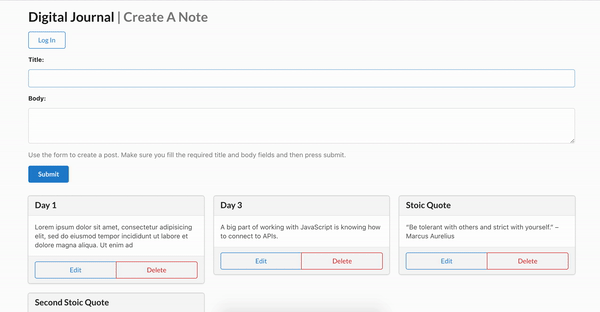 Digital Journal | Create A Note
Log In
Title:
Body:
Use the form to create a post. Make sure you fill the required title and body fields and then press submit.
Submit
Day 1
Lorem ipsum dolor sit amet, consectetur adipisicing
elit, sed do eiusmod tempor incididunt ut labore et
dolore magna aliqua. Ut enim ad
Edit Delete
Day 3
A big part of working with JavaScript is knowing how
to connect to APIs.
Edit Delete
Stoic Quote
"Be tolerant with others and strict with yourself." –
Marcus Aurelius
Edit Delete
Second Stoic Quote